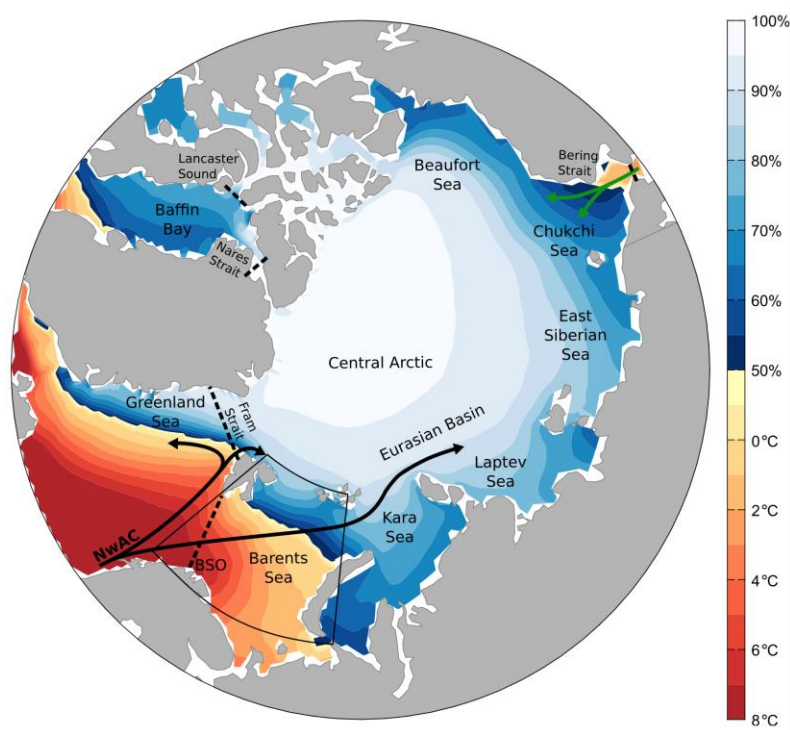 100%
90%
80%
70%
60%
50%
0°C
2°C
4°C
6°C
8°C
Lancaster
Sound
Baffin
Bay
Nares
Strait
Beaufort
Sea
Bering
Strait
Chukchi
Sea
East
Siberian
Sea
Central Arctic
Greenland
Sea
Fram
Strait
Eurasian Basin
Laptev
Sea
Kara
Sea
NwAC
BSO
Barents
Sea